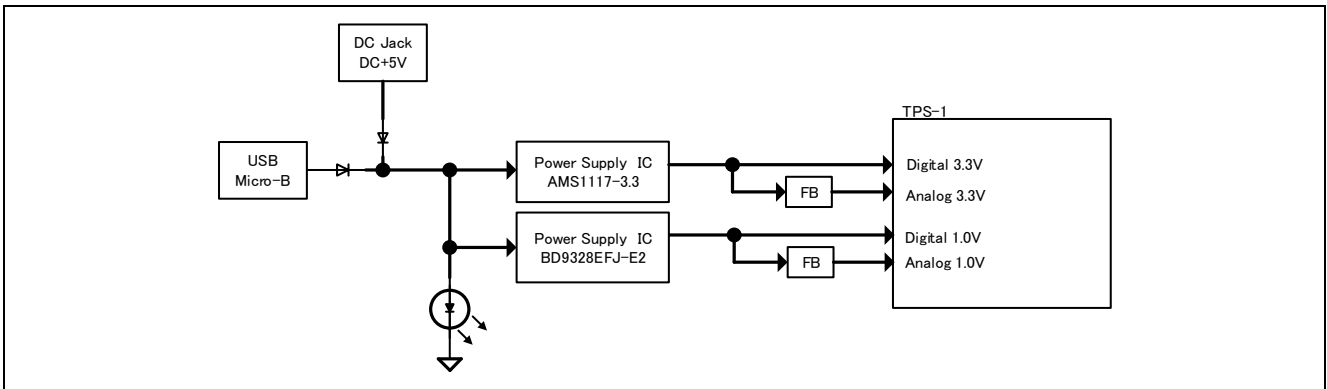 DC Jack
DC+5V
USB
Micro-B
Power Supply IC
AMS1117-3.3
Power Supply IC
BD9328EFJ-E2
FB
FB
TPS-1
Digital 3.3V
Analog 3.3V
Digital 1.0V
Analog 1.0V